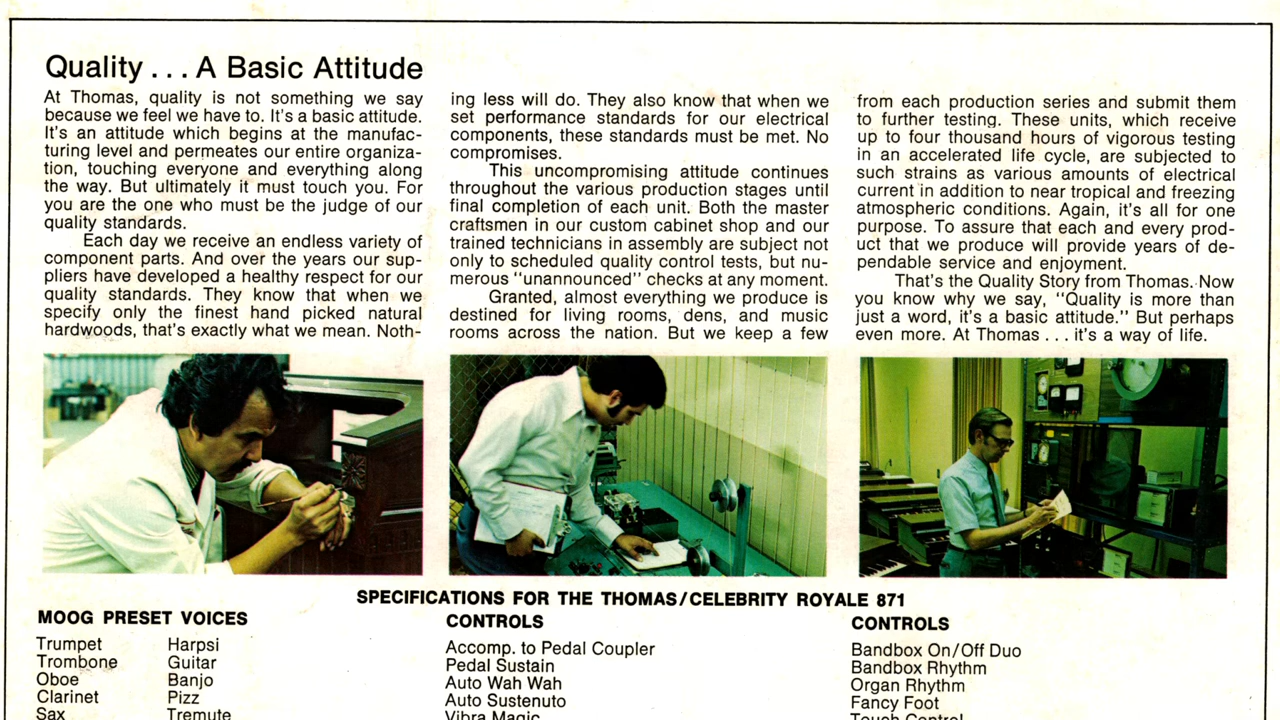 Quality . . . A Basic Attitude
At Thomas, quality is not something we say
because we feel we have to. It's a basic attitude.
It's an attitude which begins at the manufac-
turing level and permeates our entire organiza-
tion, touching everyone and everything along
the way. But ultimately it must touch you. For
you are the one who must be the judge of our
quality standards.
Each day we receive an endless variety of
component parts. And over the years our sup-
pliers have developed a healthy respect for our
quality standards. They know that when we
specify only the finest hand picked natural
hardwoods, that's exactly what we mean. Noth-
ing less will do. They also know that when we
set performance standards for our electrical
components, these standards must be met. No
compromises.
This uncompromising attitude continues
throughout the various production stages until
final completion of each unit. Both the master
craftsmen in our custom cabinet shop and our
trained technicians in assembly are subject not
only to scheduled quality control tests, but nu-
merous "unannounced" checks at any moment.
Granted, almost everything we produce is
destined for living rooms, dens, and music
rooms across the nation. But we keep a few
from each production series and submit them
to further testing. These units, which receive
up to four thousand hours of vigorous testing
in an accelerated life cycle, are subjected to
such strains as various amounts of electrical
current in addition to near tropical and freezing
atmospheric conditions. Again, it's all for one
purpose. To assure that each and every prod-
uct that we produce will provide years of de-
pendable service and enjoyment.
That's the Quality Story from Thomas. Now
you know why we say, "Quality is more than
just a word, it's a basic attitude." But perhaps
even more. At Thomas . . . it's a way of life.
SPECIFICATIONS FOR THE THOMAS/CELEBRITY ROYALE 871
MOOG PRESET VOICES
Trumpet
Trombone
Oboe
Clarinet
Sax
Harpsi
Guitar
Banjo
Pizz
Tremute
CONTROLS
Accomp. to Pedal Coupler
Pedal Sustain
Auto Wah Wah
Auto Sustenuto
Vibra Magic
CONTROLS
Bandbox On/Off Duo
Bandbox Rhythm
Organ Rhythm
Fancy Foot
Touch Control